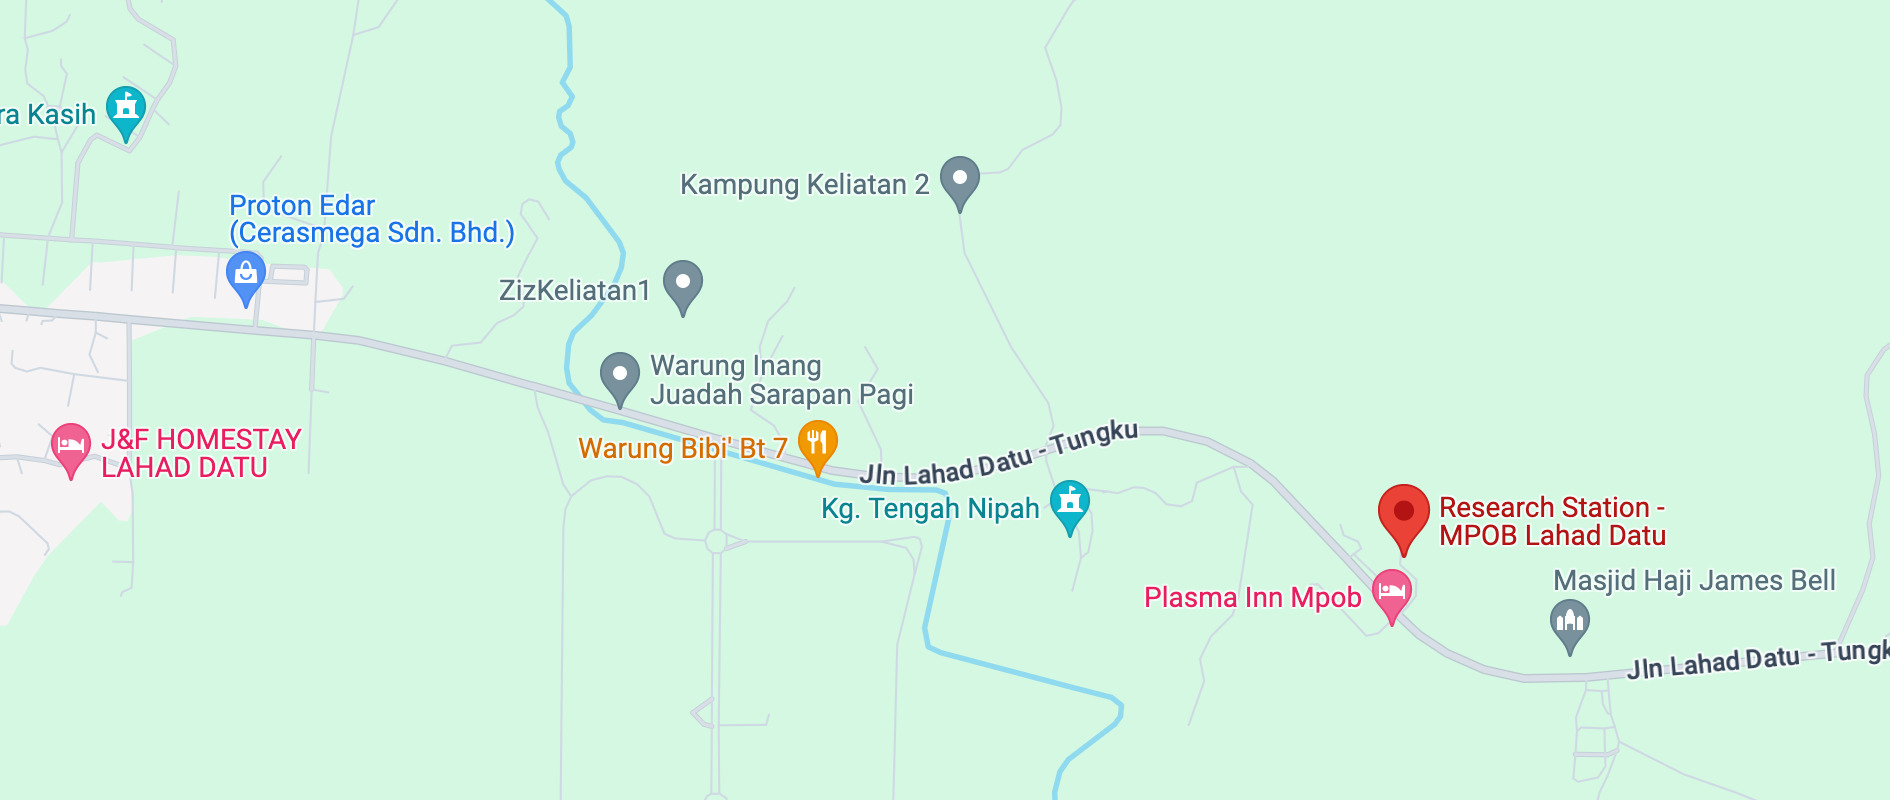 ra Kasih
Kampung Keliatan 2
Proton Edar
(Cerasmega Sdn. Bhd.)
ZizKeliatan1
Warung Inang
Juadah Sarapan Pagi
J&F HOMESTAY
LAHAD DATU
Warung Bibi' Bt 7
Jln Lahad Datu - Tungku
Kg. Tengah Nipah
Research Station -
MPOB Lahad Datu
Plasma Inn Mpob
Masjid Haji James Bell
Jln Lahad Datu - Tungk